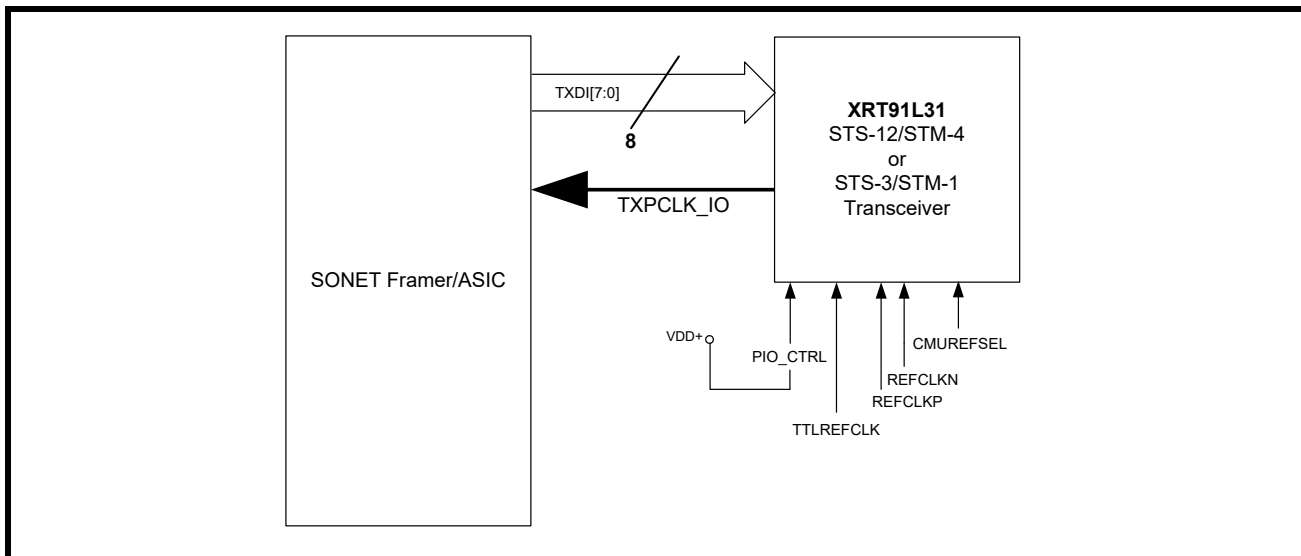 TXDI[7:0]
8
TXPCLK_IO
SONET Framer/ASIC
XRT91L31
STS-12/STM-4
or
STS-3/STM-1
Transceiver
VDD+
PIO_CTRL
CMUREFSEL
REFCLKN
REFCLKP
TTLREFCLK